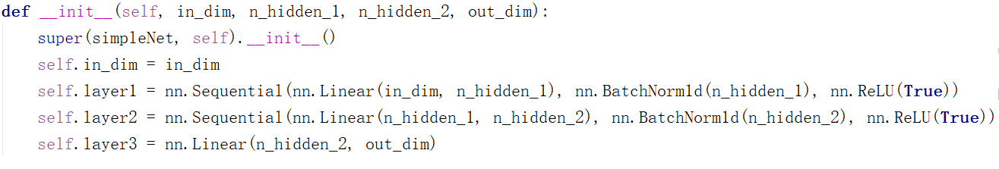 def __init__(self, in_dim, n_hidden_1, n_hidden_2, out_dim):
    super(simpleNet, self).__init__()
    self.in_dim = in_dim
    self.layer1 = nn.Sequential(nn.Linear(in_dim, n_hidden_1), nn.BatchNorm1d(n_hidden_1), nn.ReLU(True))
    self.layer2 = nn.Sequential(nn.Linear(n_hidden_1, n_hidden_2), nn.BatchNorm1d(n_hidden_2), nn.ReLU(True))
    self.layer3 = nn.Linear(n_hidden_2, out_dim)